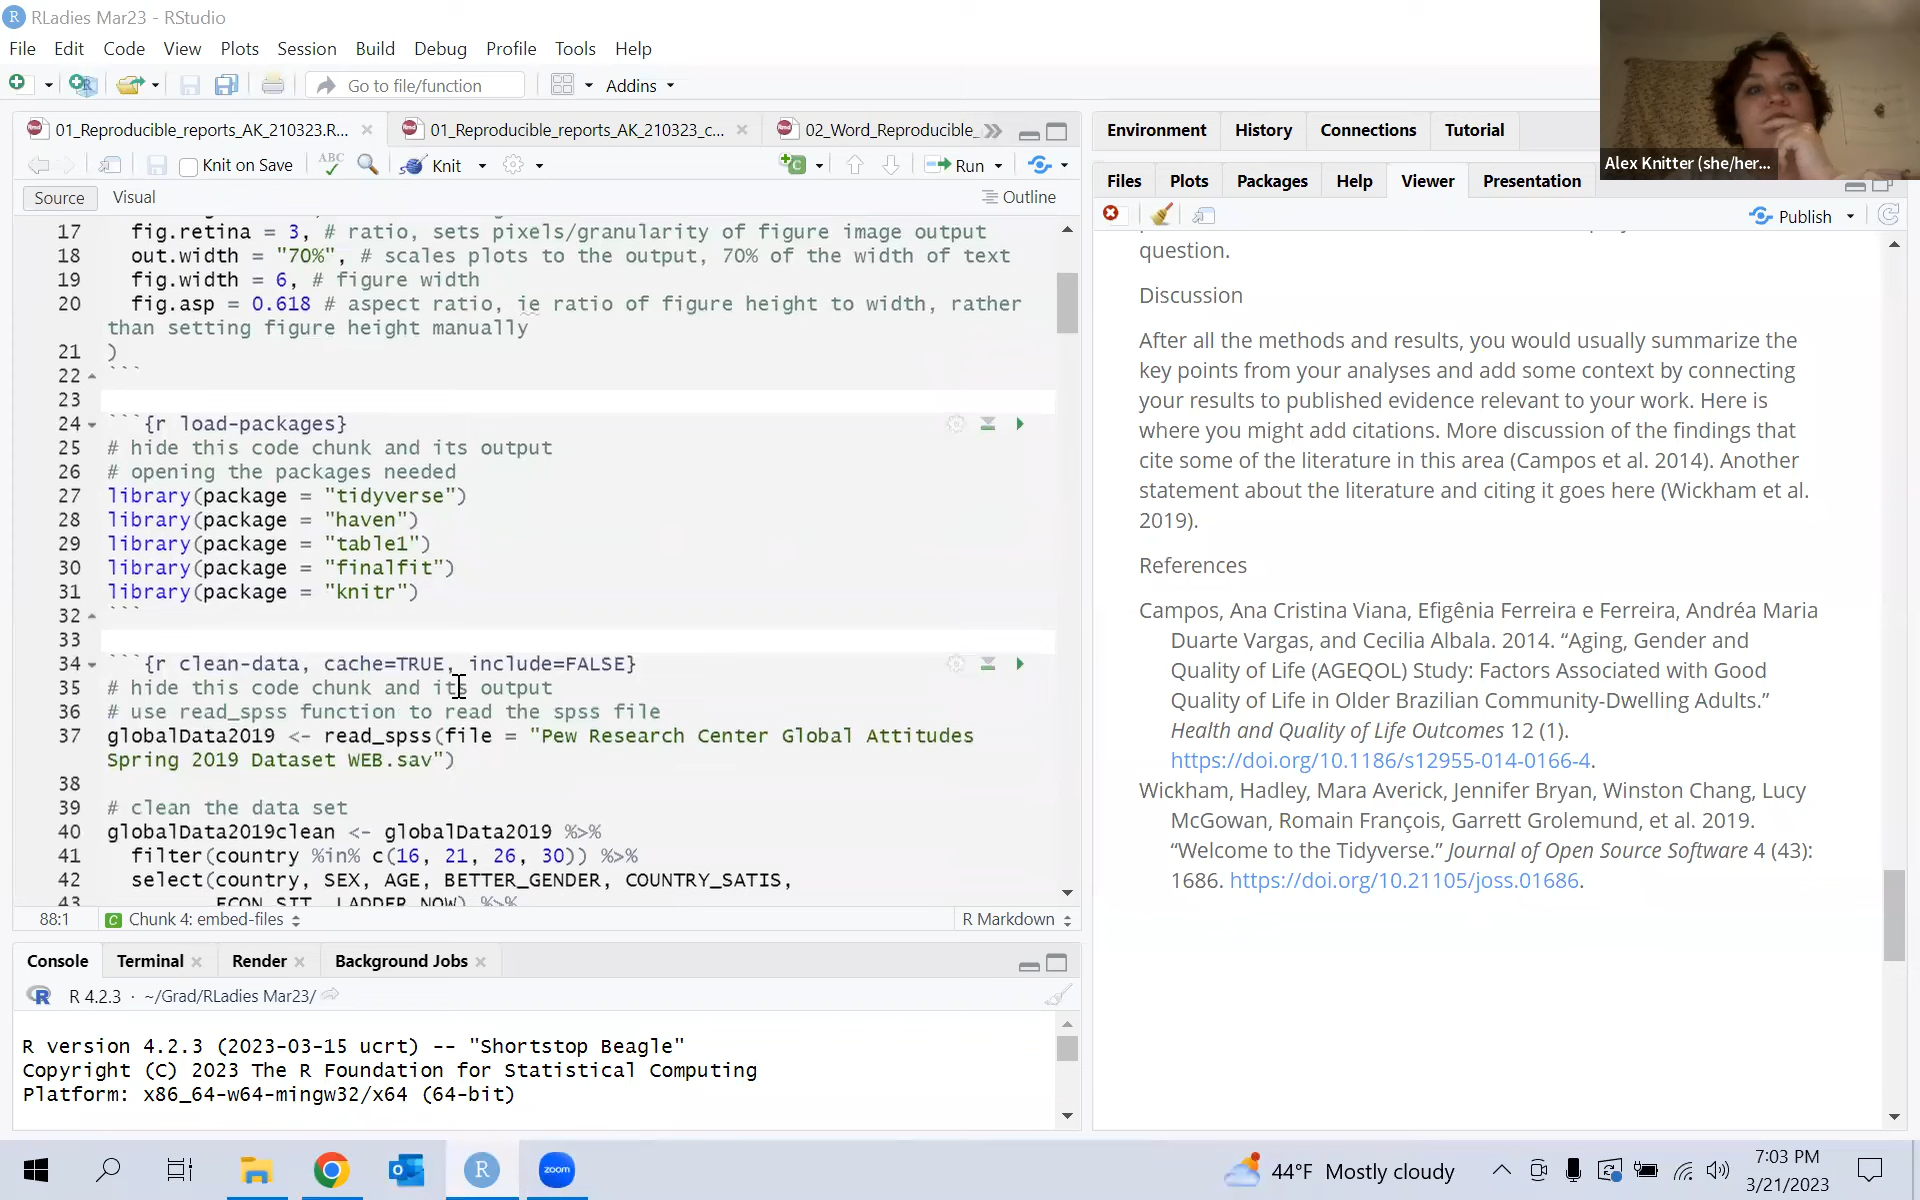 RLadies Mar23 - RStudio
File Edit Code View Plots Session Build Debug Profile Tools Help
Go to file/function Addins
01_Reproducible_reports_AK_210323.R... 01_Reproducible_reports_AK_210323_c... 02_Word_Reproducible_
Knit on Save ABC Knit Run
Source Visual Outline
17 fig.retina = 3, # ratio, sets pixels/granularity of figure image output
18 out.width = "70%", # scales plots to the output, 70% of the width of text
19 fig.width = 6, # figure width
20 fig.asp = 0.618 # aspect ratio, ie ratio of figure height to width, rather
than setting figure height manually
21 )
22 ```
23
24 ```{r load-packages}
25 # hide this code chunk and its output
26 # opening the packages needed
27 library(package = "tidyverse")
28 library(package = "haven")
29 library(package = "table1")
30 library(package = "finalfit")
31 library(package = "knitr")
32 ```
33
34 ```{r clean-data, cache=TRUE, include=FALSE}
35 # hide this code chunk and its output
36 # use read_spss function to read the spss file
37 globalData2019 <- read_spss(file = "Pew Research Center Global Attitudes
Spring 2019 Dataset WEB.sav")
38
39 # clean the data set
40 globalData2019clean <- globalData2019 %>%
41 filter(country %in% c(16, 21, 26, 30)) %>%
42 select(country, SEX, AGE, BETTER_GENDER, COUNTRY_SATIS,
43 ECON_SIT, LADDER_NOW) %>%
88:1 Chunk 4: embed-files R Markdown
Console Terminal Render Background Jobs
R 4.2.3 · ~/Grad/RLadies Mar23/
R version 4.2.3 (2023-03-15 ucrt) -- "Shortstop Beagle"
Copyright (C) 2023 The R Foundation for Statistical Computing
Platform: x86_64-w64-mingw32/x64 (64-bit)
Environment History Connections Tutorial
Files Plots Packages Help Viewer Presentation
Publish
question.
Discussion
After all the methods and results, you would usually summarize the
key points from your analyses and add some context by connecting
your results to published evidence relevant to your work. Here is
where you might add citations. More discussion of the findings that
cite some of the literature in this area (Campos et al. 2014). Another
statement about the literature and citing it goes here (Wickham et al.
2019).
References
Campos, Ana Cristina Viana, Efigênia Ferreira e Ferreira, Andréa Maria
Duarte Vargas, and Cecilia Albala. 2014. “Aging, Gender and
Quality of Life (AGEQOL) Study: Factors Associated with Good
Quality of Life in Older Brazilian Community-Dwelling Adults.”
Health and Quality of Life Outcomes 12 (1).
https://doi.org/10.1186/s12955-014-0166-4.
Wickham, Hadley, Mara Averick, Jennifer Bryan, Winston Chang, Lucy
McGowan, Romain François, Garrett Grolemund, et al. 2019.
“Welcome to the Tidyverse.” Journal of Open Source Software 4 (43):
1686. https://doi.org/10.21105/joss.01686.
Alex Knitter (she/her...
zoom
44°F Mostly cloudy
7:03 PM
3/21/2023